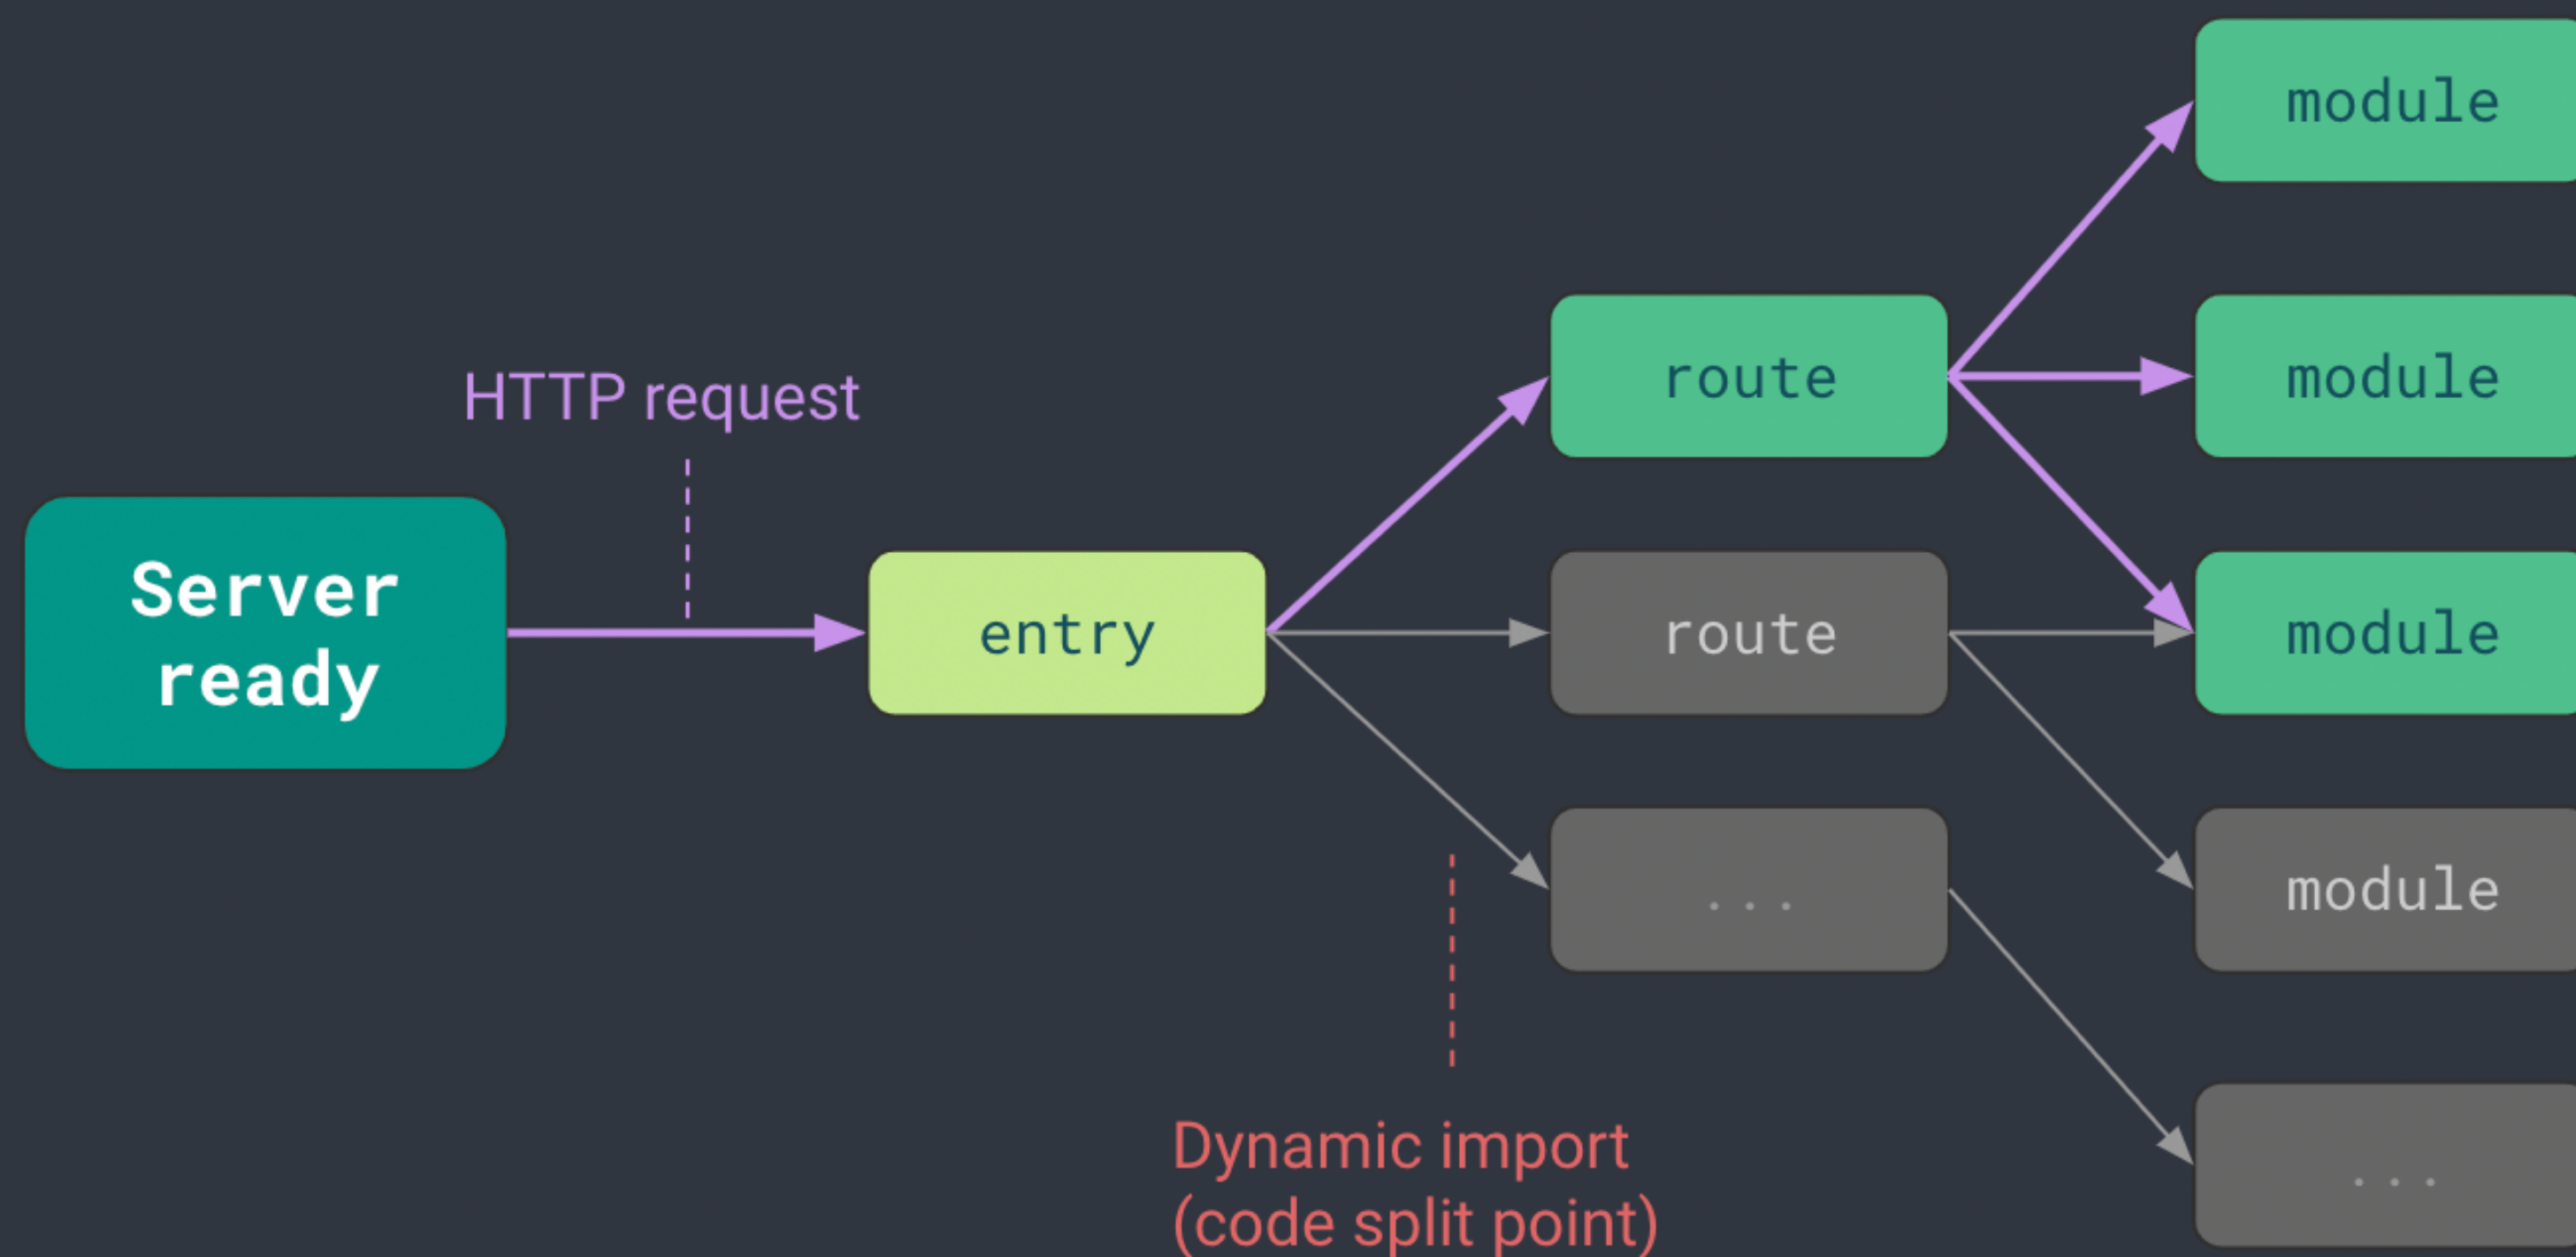 HTTP request
Server
ready
entry
route
route
...
Dynamic import
(code split point)
module
module
module
module
...